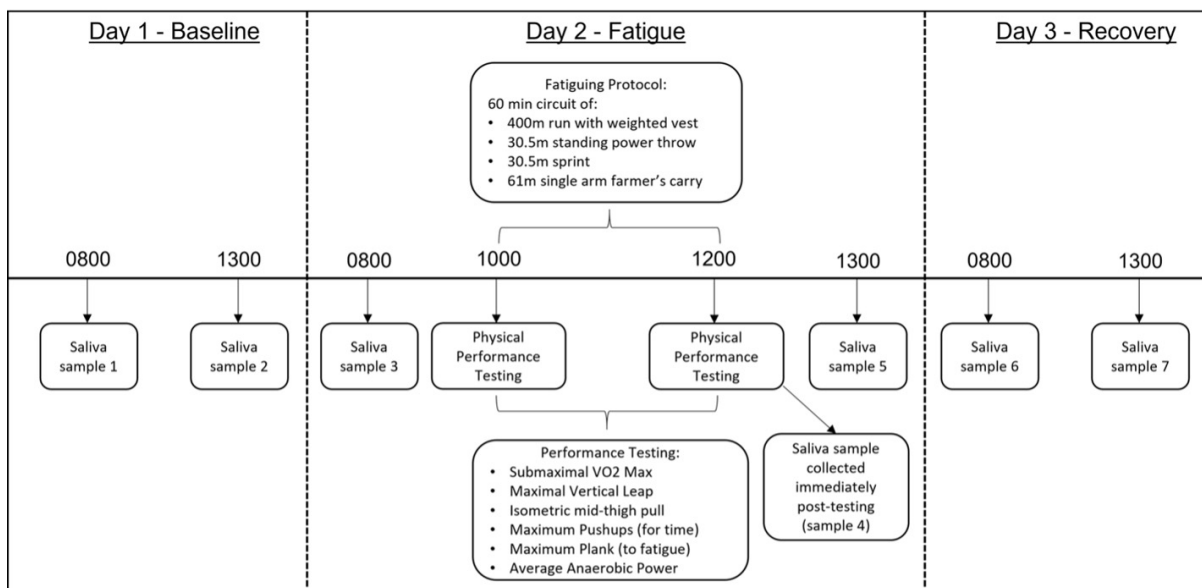 Day 1 - Baseline
Day 2 - Fatigue
Day 3 - Recovery
Fatiguing Protocol:
60 min circuit of:
• 400m run with weighted vest
• 30.5m standing power throw
• 30.5m sprint
• 61m single arm farmer's carry
0800
1300
0800
1000
1200
1300
0800
1300
Saliva
sample 1
Saliva
sample 2
Saliva
sample 3
Physical
Performance
Testing
Physical
Performance
Testing
Saliva
sample 5
Saliva
sample 6
Saliva
sample 7
Performance Testing:
• Submaximal VO2 Max
• Maximal Vertical Leap
• Isometric mid-thigh pull
• Maximum Pushups (for time)
• Maximum Plank (to fatigue)
• Average Anaerobic Power
Saliva sample
collected
immediately
post-testing
(sample 4)